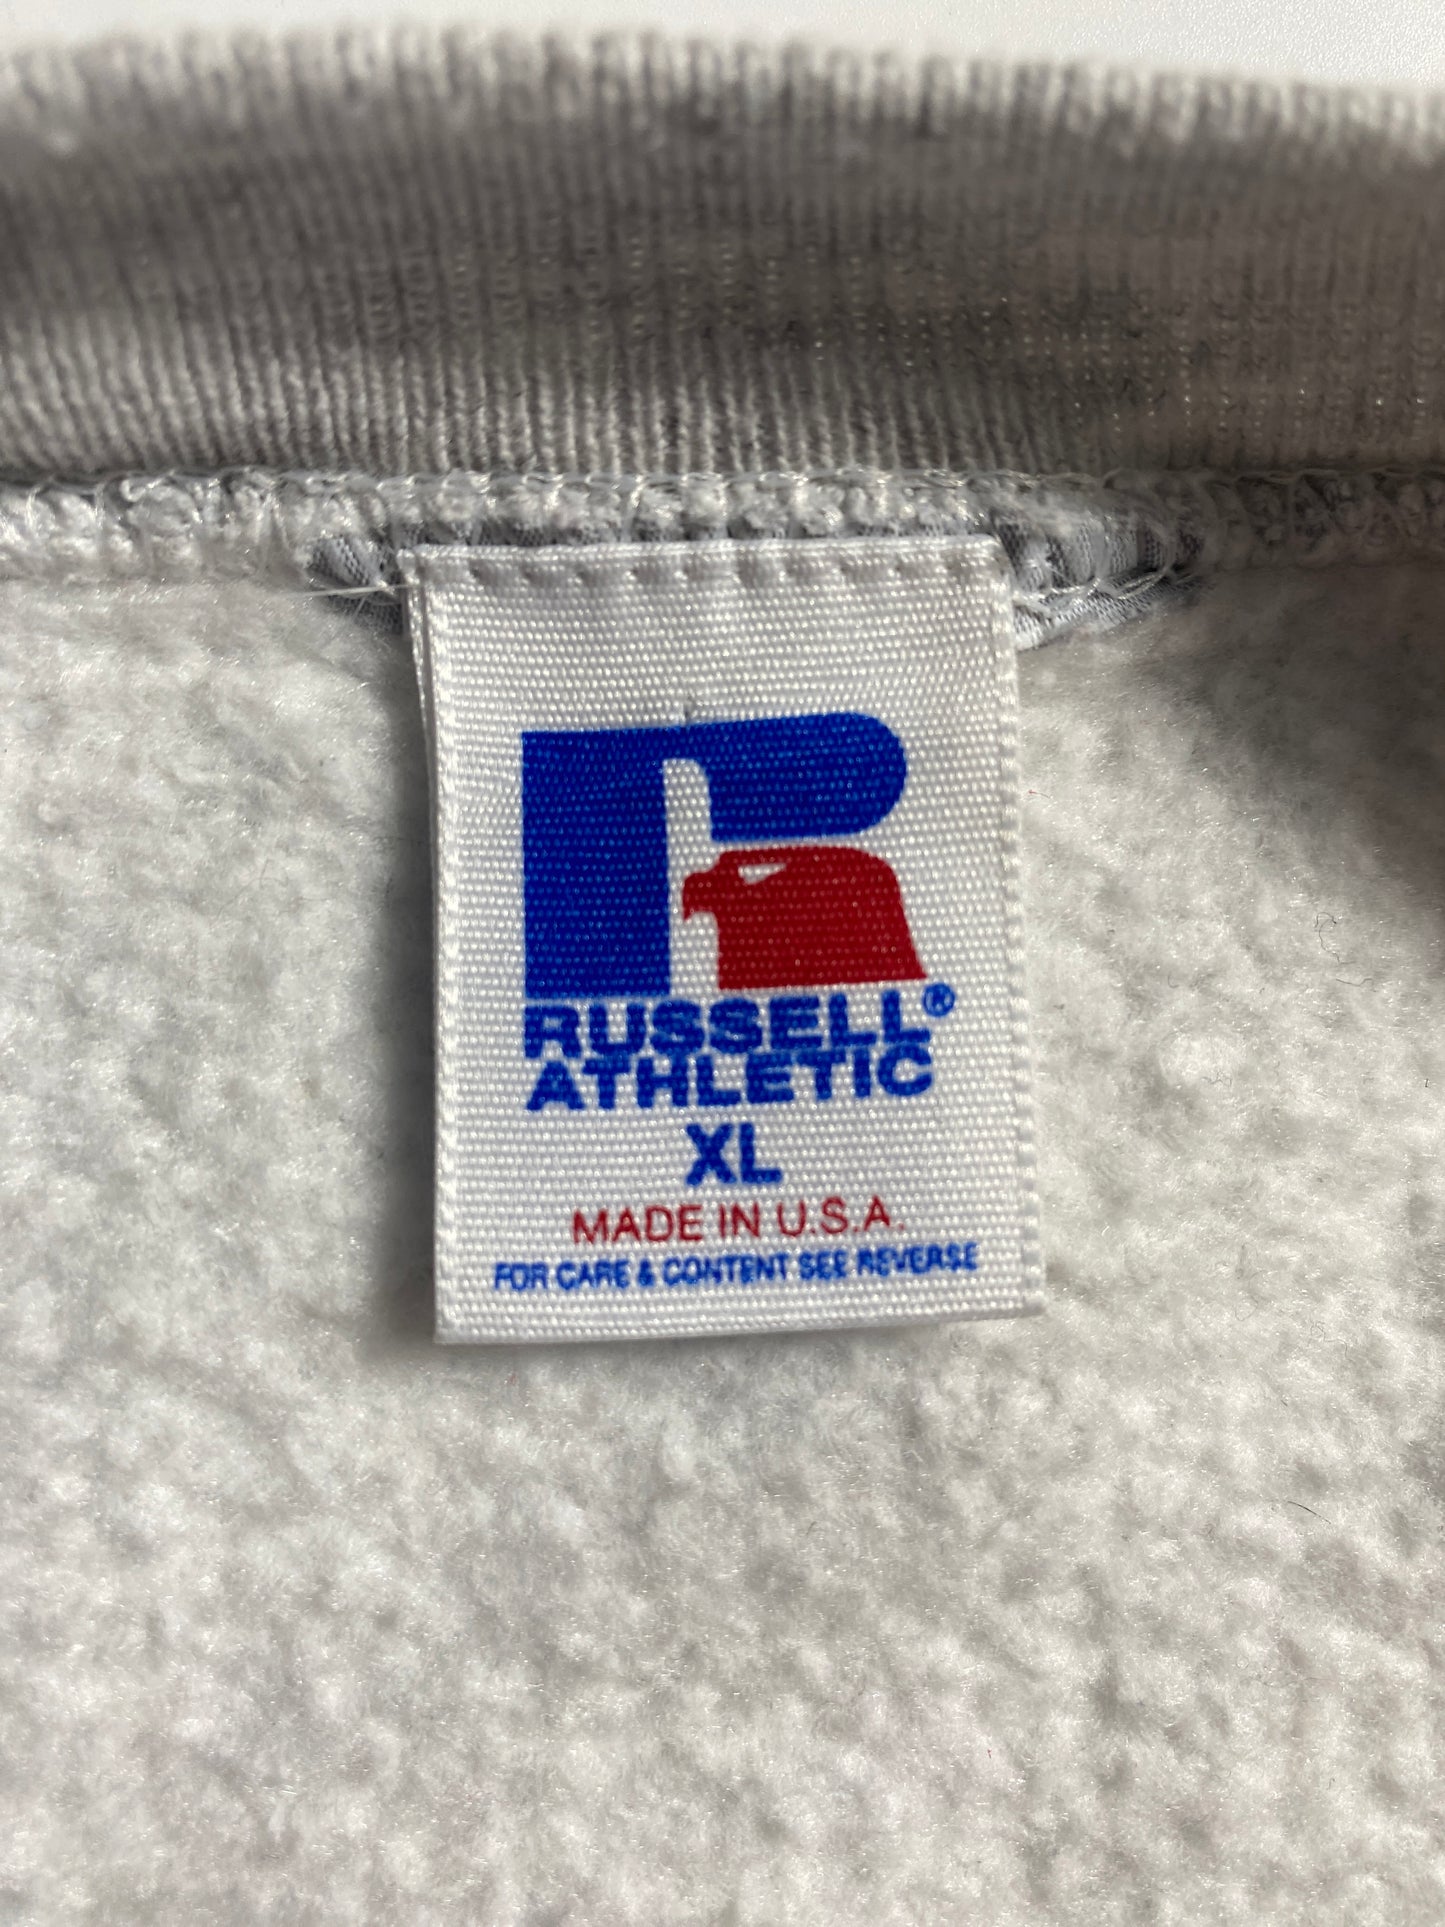 RUSSELL®
ATHLETIC
XL
MADE IN U.S.A.
FOR CARE & CONTENT SEE REVERSE